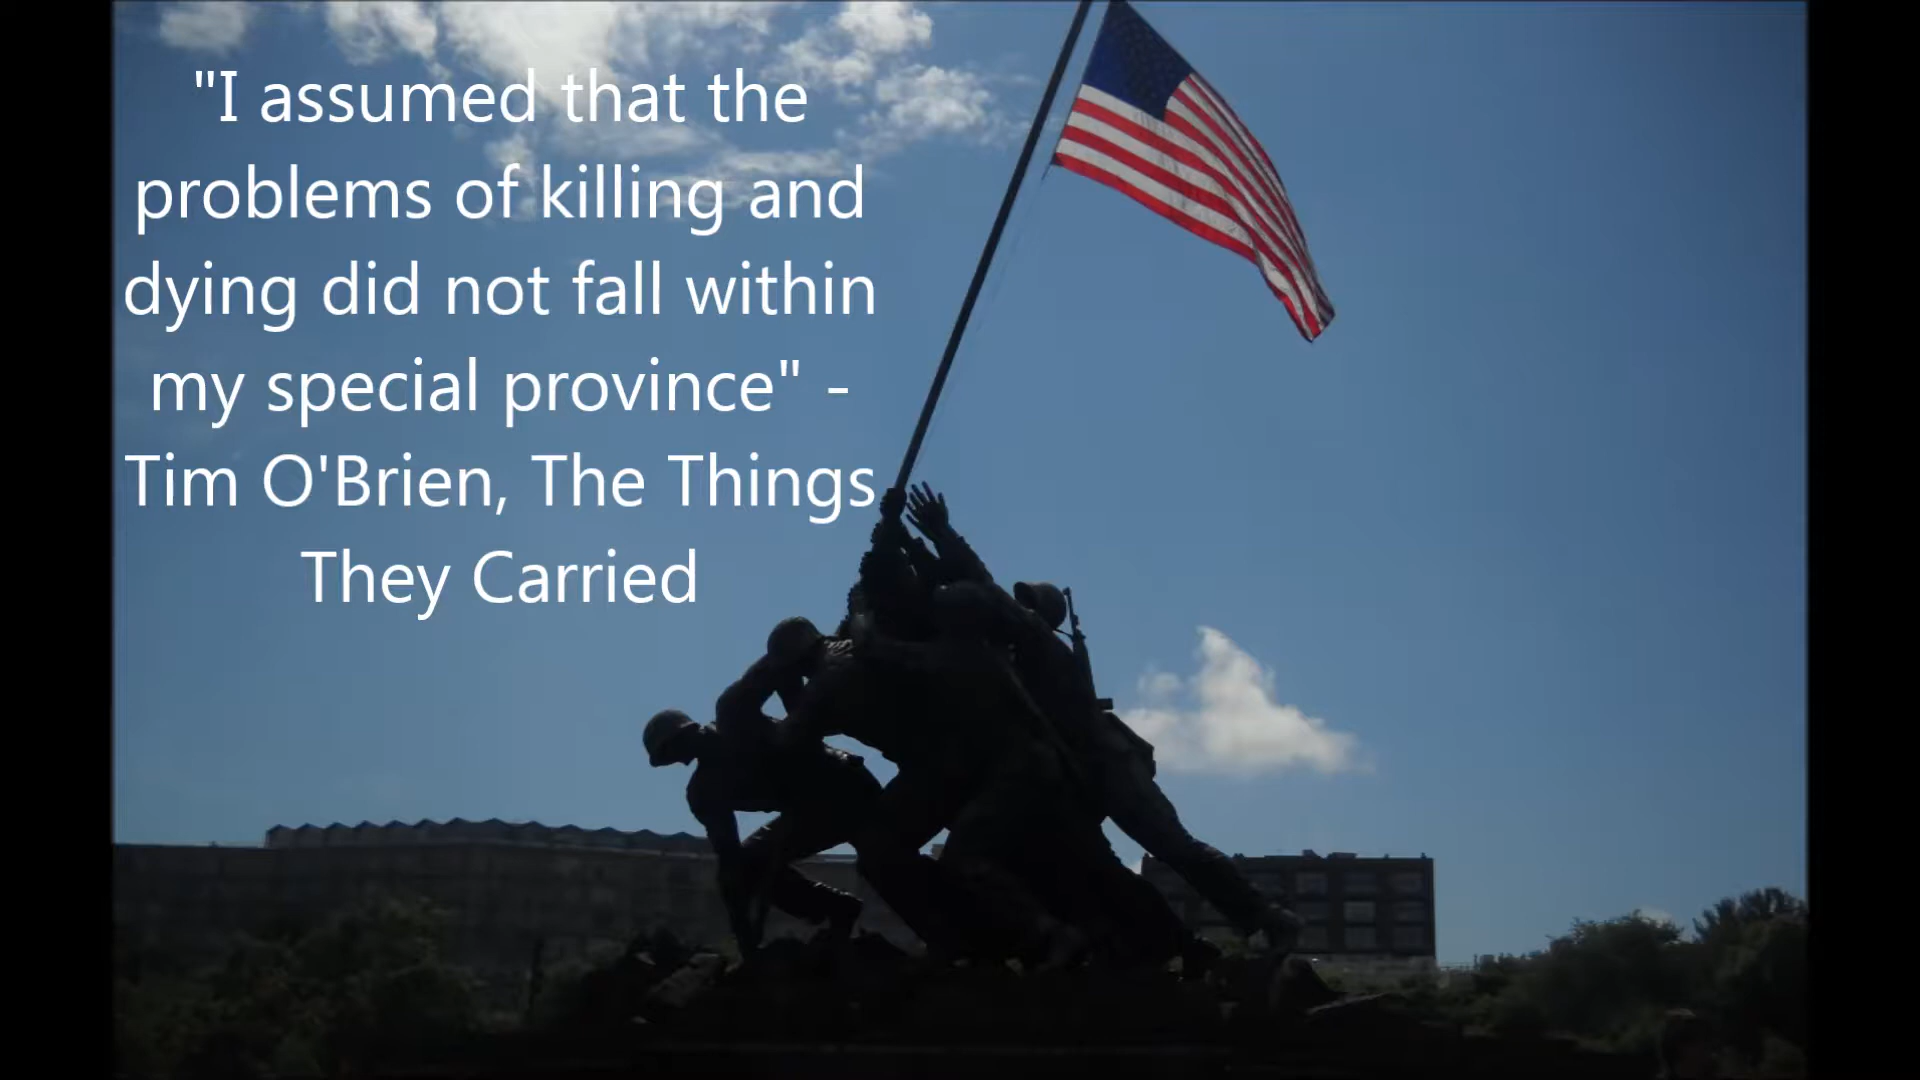 "I assumed that the
problems of killing and
dying did not fall within
my special province" -
Tim O'Brien, The Things
They Carried